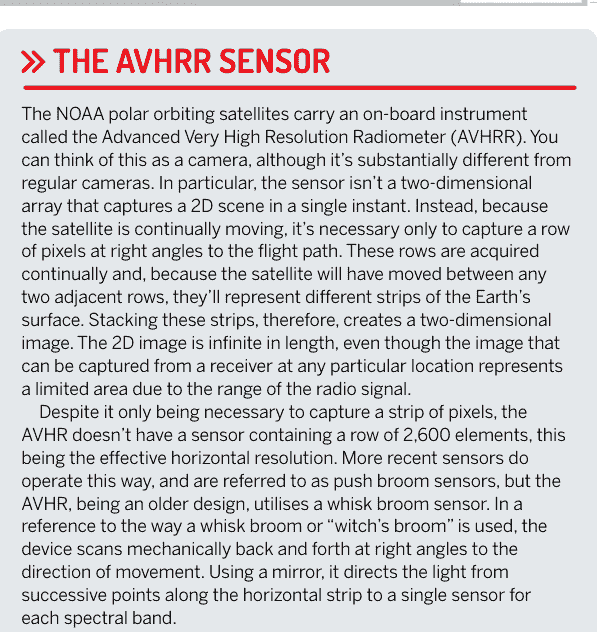 >> THE AVHRR SENSOR
The NOAA polar orbiting satellites carry an on-board instrument
called the Advanced Very High Resolution Radiometer (AVHRR). You
can think of this as a camera, although it's substantially different from
regular cameras. In particular, the sensor isn't a two-dimensional
array that captures a 2D scene in a single instant. Instead, because
the satellite is continually moving, it's necessary only to capture a row
of pixels at right angles to the flight path. These rows are acquired
continually and, because the satellite will have moved between any
two adjacent rows, they'll represent different strips of the Earth's
surface. Stacking these strips, therefore, creates a two-dimensional
image. The 2D image is infinite in length, even though the image that
can be captured from a receiver at any particular location represents
a limited area due to the range of the radio signal.
Despite it only being necessary to capture a strip of pixels, the
AVHR doesn't have a sensor containing a row of 2,600 elements, this
being the effective horizontal resolution. More recent sensors do
operate this way, and are referred to as push broom sensors, but the
AVHR, being an older design, utilises a whisk broom sensor. In a
reference to the way a whisk broom or “witch's broom” is used, the
device scans mechanically back and forth at right angles to the
direction of movement. Using a mirror, it directs the light from
successive points along the horizontal strip to a single sensor for
each spectral band.